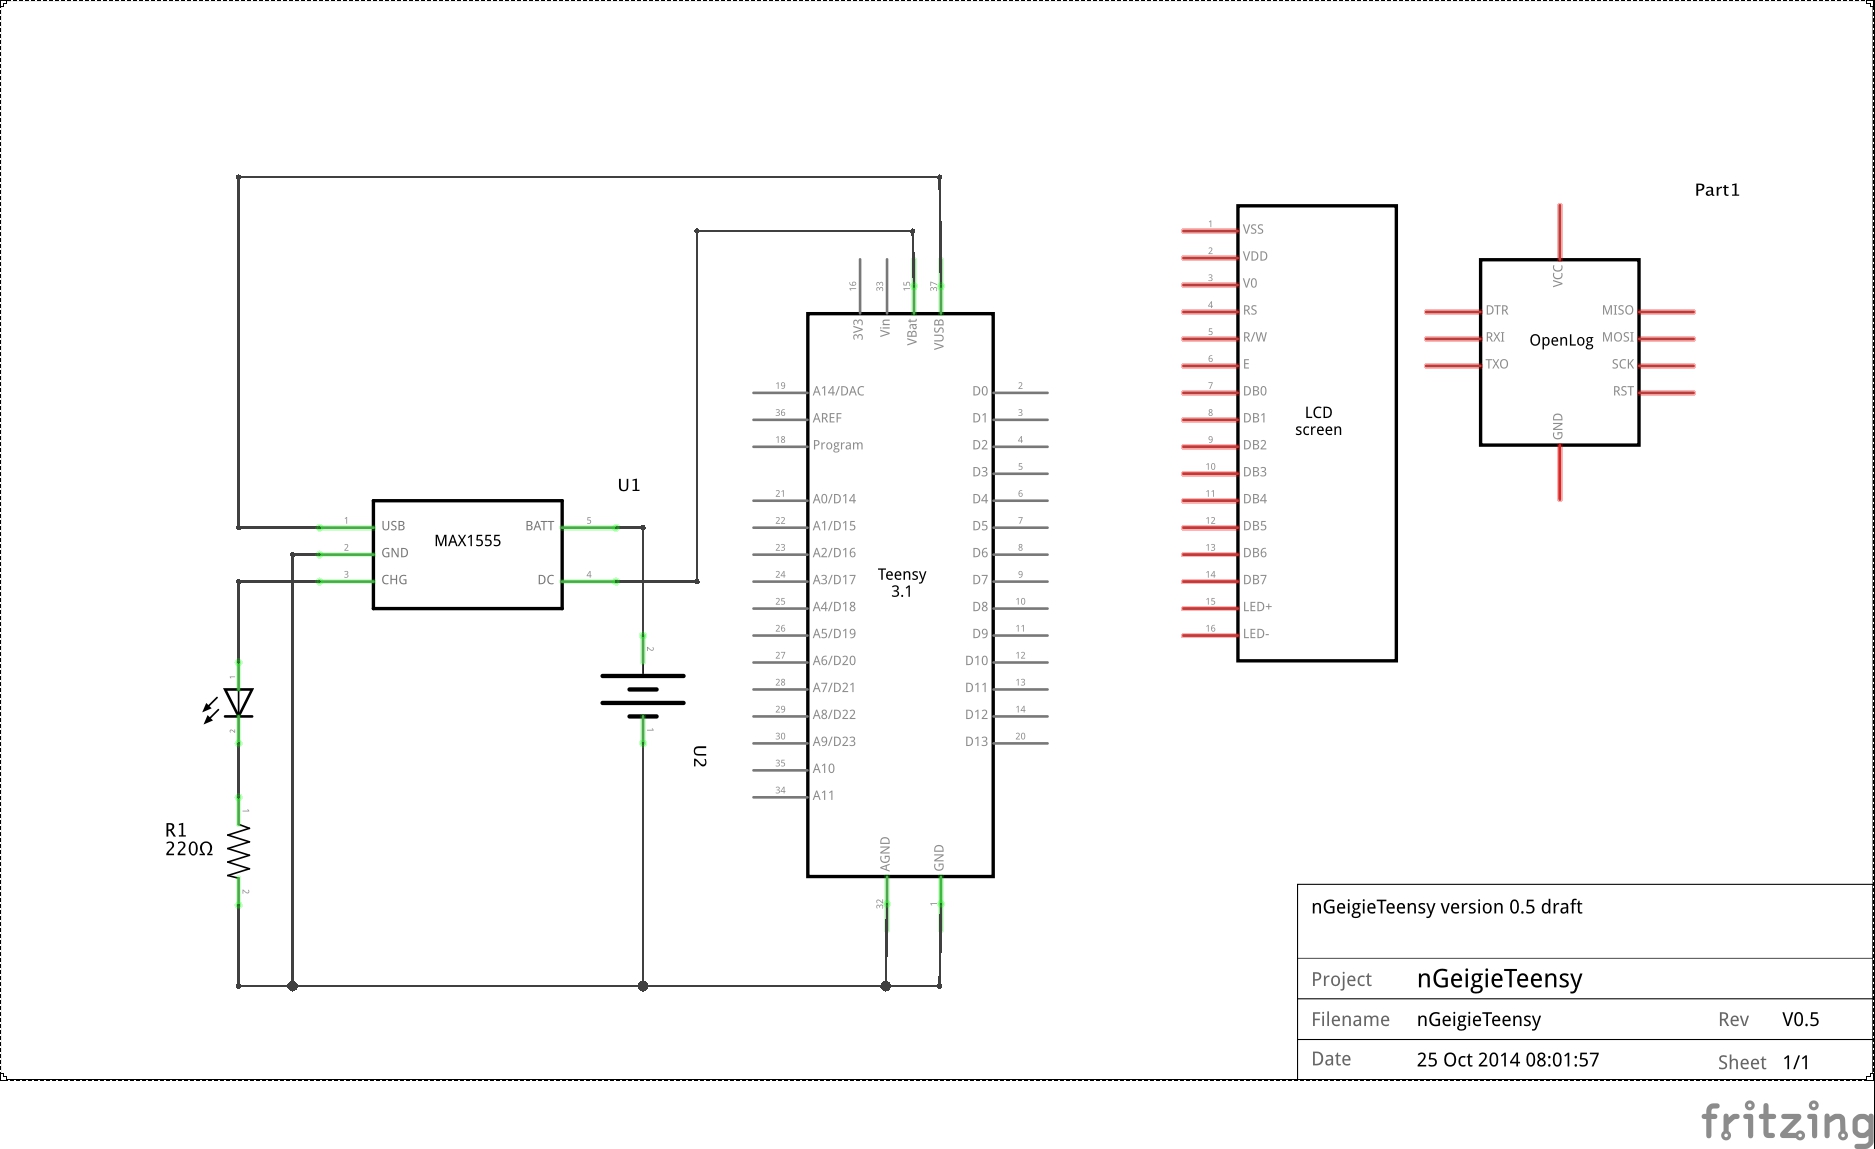 Part1
16
33
15
37
3V3
Vin
VBat
VUSB
19 A14/DAC
36 AREF
18 Program
21 A0/D14
22 A1/D15
23 A2/D16
24 A3/D17
25 A4/D18
26 A5/D19
27 A6/D20
28 A7/D21
29 A8/D22
30 A9/D23
35 A10
34 A11
Teensy
3.1
D0 2
D1 3
D2 4
D3 5
D4 6
D5 7
D6 8
D7 9
D8 10
D9 11
D10 12
D11 13
D12 14
D13 20
AGND
GND
32
1
U1
1 USB
2 GND
3 CHG
MAX1555
BATT 5
DC 4
1
2
R1
220Ω
1
2
2
1
U2
1 VSS
2 VDD
3 V0
4 RS
5 R/W
6 E
7 DB0
8 DB1
9 DB2
10 DB3
11 DB4
12 DB5
13 DB6
14 DB7
15 LED+
16 LED-
LCD
screen
VCC
DTR
RXI
TXO
OpenLog
MISO
MOSI
SCK
RST
GND
nGeigieTeensy version 0.5 draft
Project nGeigieTeensy
Filename nGeigieTeensy Rev V0.5
Date 25 Oct 2014 08:01:57 Sheet 1/1
fritzing